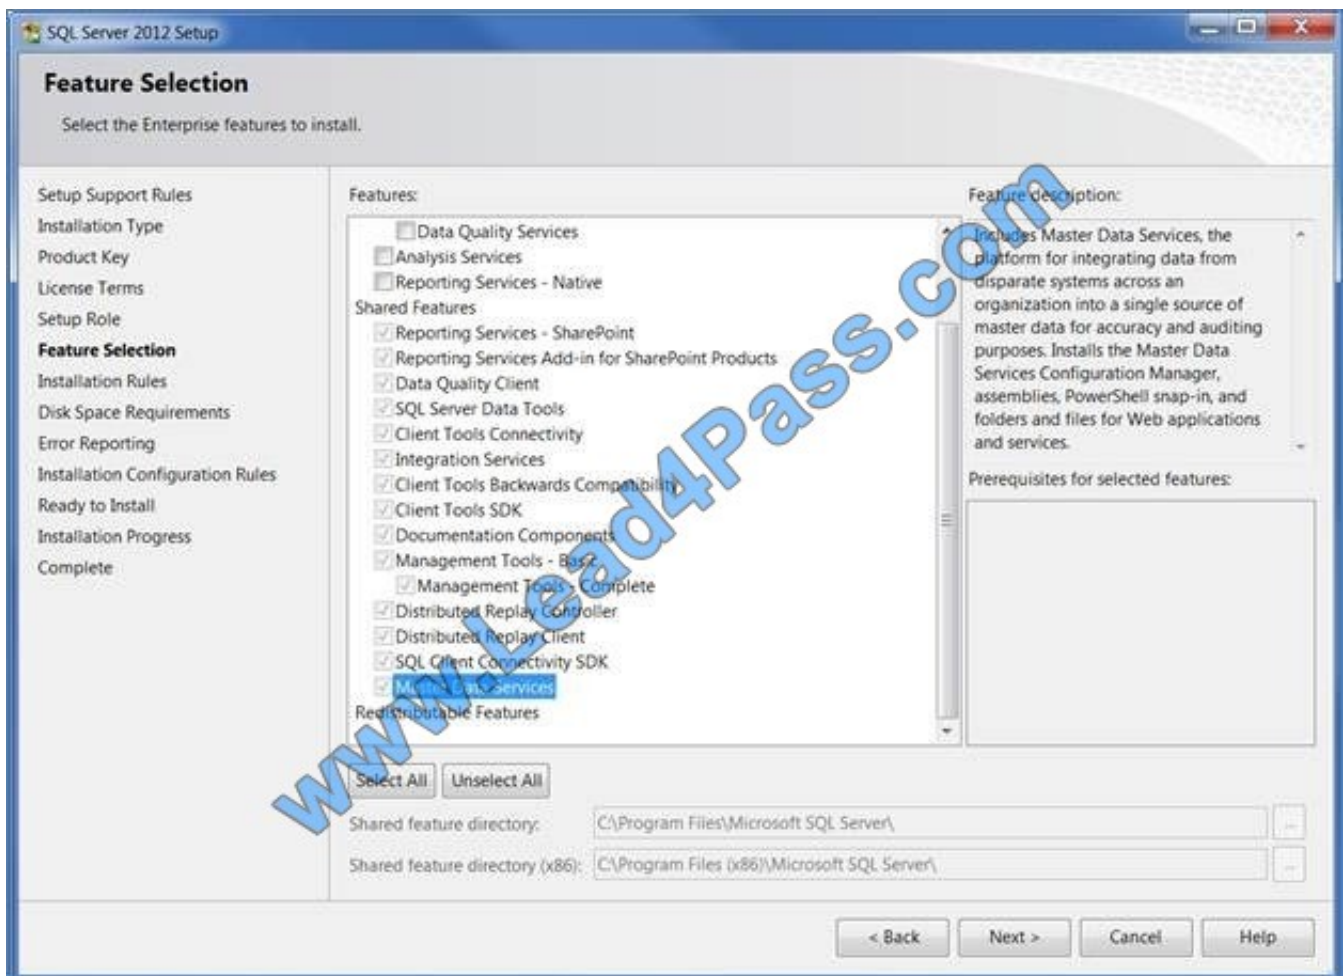 SQL Server 2012 Setup
Feature Selection
Select the Enterprise features to install.
Setup Support Rules
Installation Type
Product Key
License Terms
Setup Role
Feature Selection
Installation Rules
Disk Space Requirements
Error Reporting
Installation Configuration Rules
Ready to Install
Installation Progress
Complete
Features:
Data Quality Services
Analysis Services
Reporting Services - Native
Shared Features
Reporting Services - SharePoint
Reporting Services Add-in for SharePoint Products
Data Quality Client
SQL Server Data Tools
Client Tools Connectivity
Integration Services
Client Tools Backwards Compatibility
Client Tools SDK
Documentation Components
Management Tools - Basic
Management Tools - Complete
Distributed Replay Controller
Distributed Replay Client
SQL Client Connectivity SDK
Master Data Services
Redistributable Features
Select All
Unselect All
Feature description:
Includes Master Data Services, the
platform for integrating data from
disparate systems across an
organization into a single source of
master data for accuracy and auditing
purposes. Installs the Master Data
Services Configuration Manager,
assemblies, PowerShell snap-in, and
folders and files for Web applications
and services.
Prerequisites for selected features:
Shared feature directory:
C:\Program Files\Microsoft SQL Server\
...
Shared feature directory (x86):
C:\Program Files (x86)\Microsoft SQL Server\
...
< Back
Next >
Cancel
Help
www.Lead4Pass.com